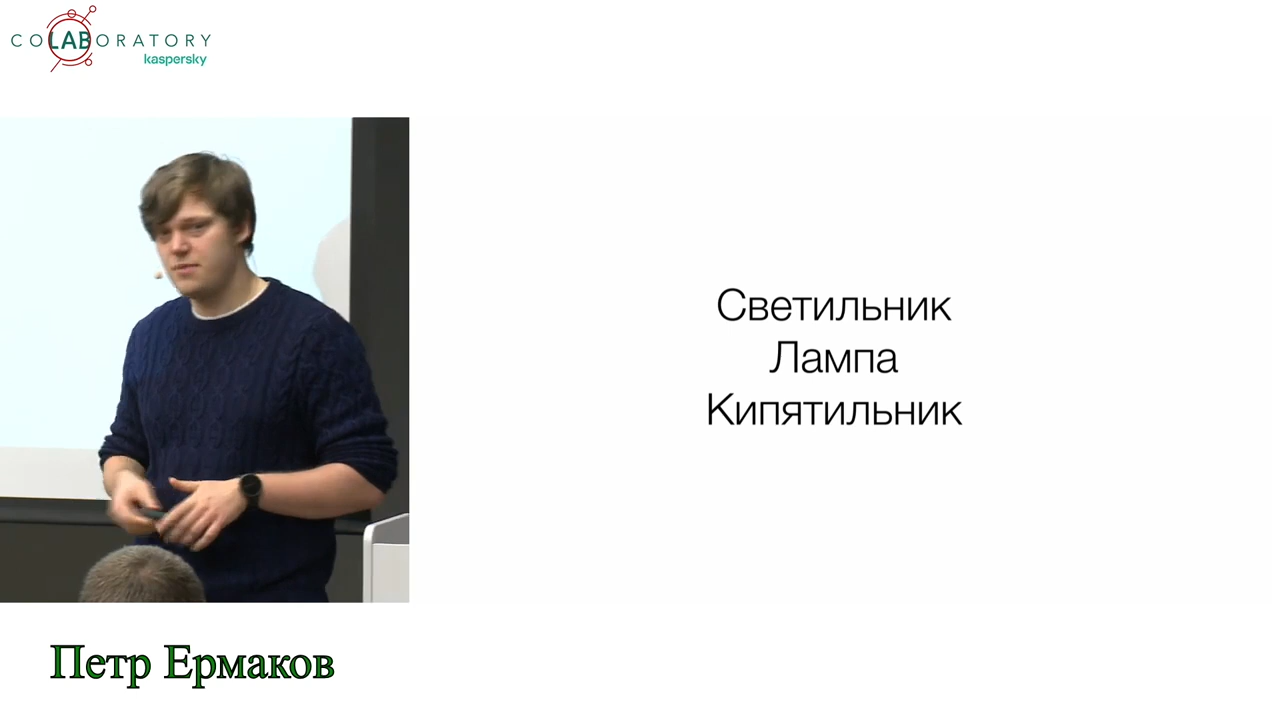 COLABORATORY
kaspersky
Светильник
Лампа
Кипятильник
Петр Ермаков